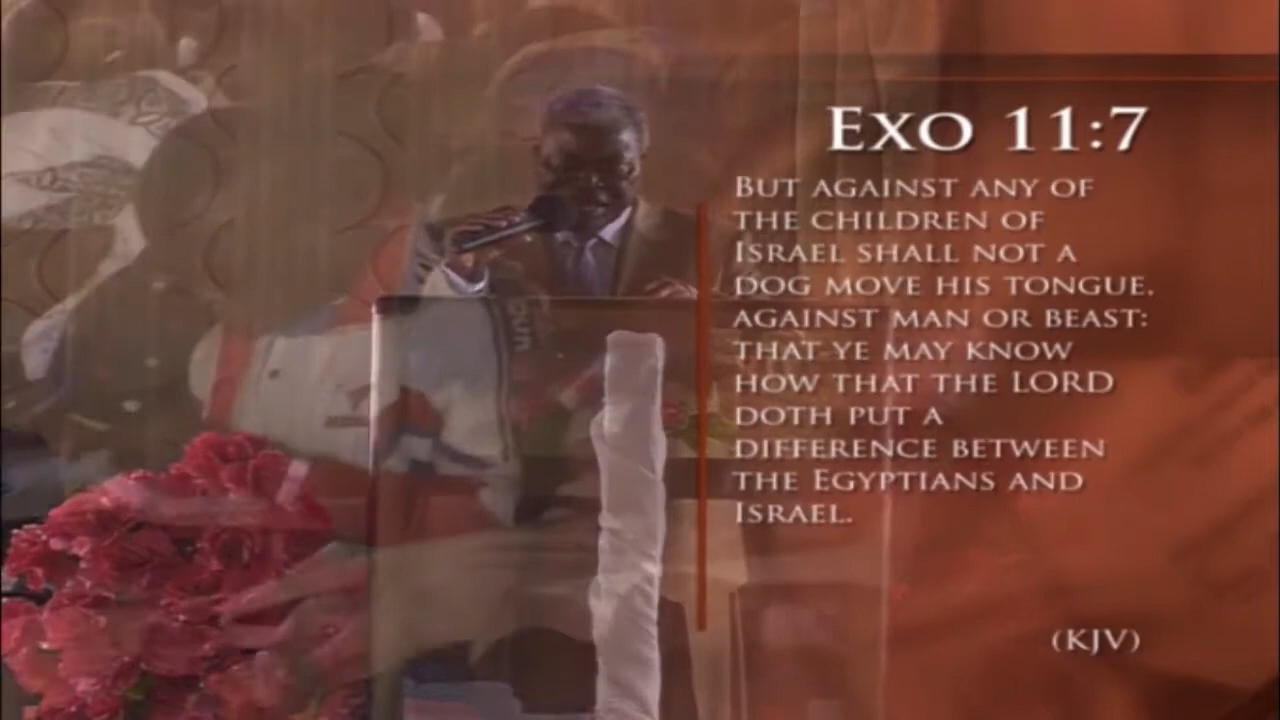 EXO 11:7
BUT AGAINST ANY OF
THE CHILDREN OF
ISRAEL SHALL NOT A
DOG MOVE HIS TONGUE,
AGAINST MAN OR BEAST:
THAT YE MAY KNOW
HOW THAT THE LORD
DOTH PUT A
DIFFERENCE BETWEEN
THE EGYPTIANS AND
ISRAEL.
(KJV)